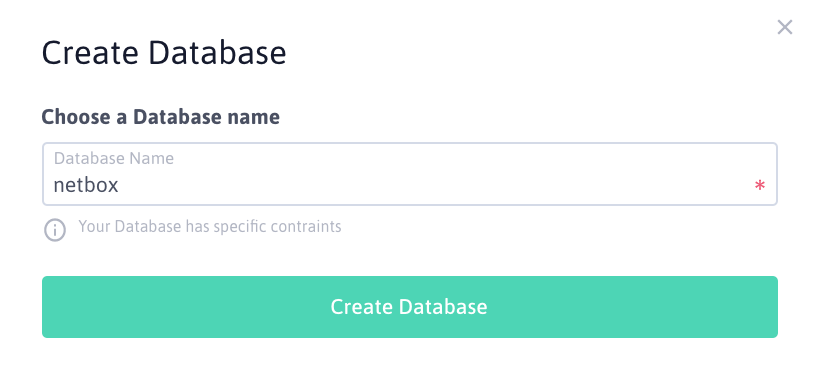 Create Database
Choose a Database name
Database Name
netbox *
Your Database has specific contraints
Create Database